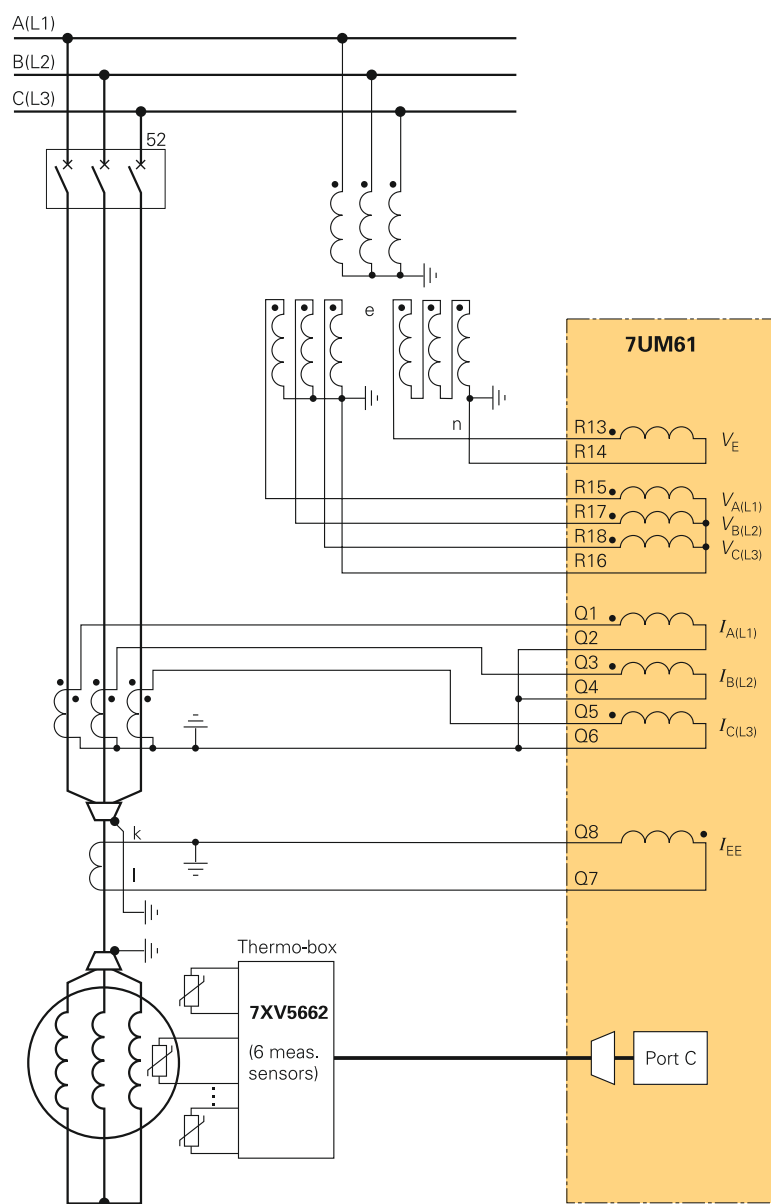 A(L1)
B(L2)
C(L3)
52
e
n
7UM61
R13
R14
V_E
R15
V_A(L1)
R17
V_B(L2)
R18
V_C(L3)
R16
Q1
I_A(L1)
Q2
Q3
I_B(L2)
Q4
Q5
I_C(L3)
Q6
k
Q8
I_EE
l
Q7
Thermo-box
7XV5662
(6 meas.
sensors)
Port C